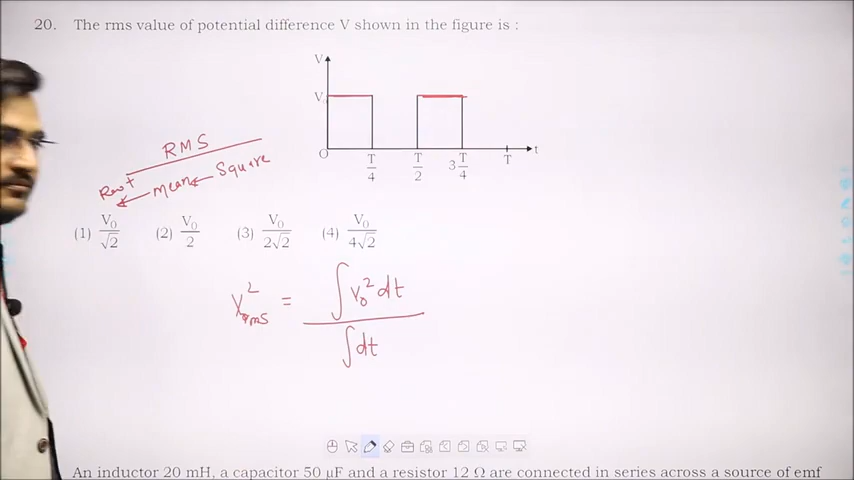 20. The rms value of potential difference V shown in the figure is :
V
V₀
O T/4 T/2 3 T/4 T t
RMS
Root ← mean ← Square
(1) V₀/√2 (2) V₀/2 (3) V₀/2√2 (4) V₀/4√2
V²rms = ∫V₀²dt / ∫dt
An inductor 20 mH, a capacitor 50 μF and a resistor 12 Ω are connected in series across a source of emf